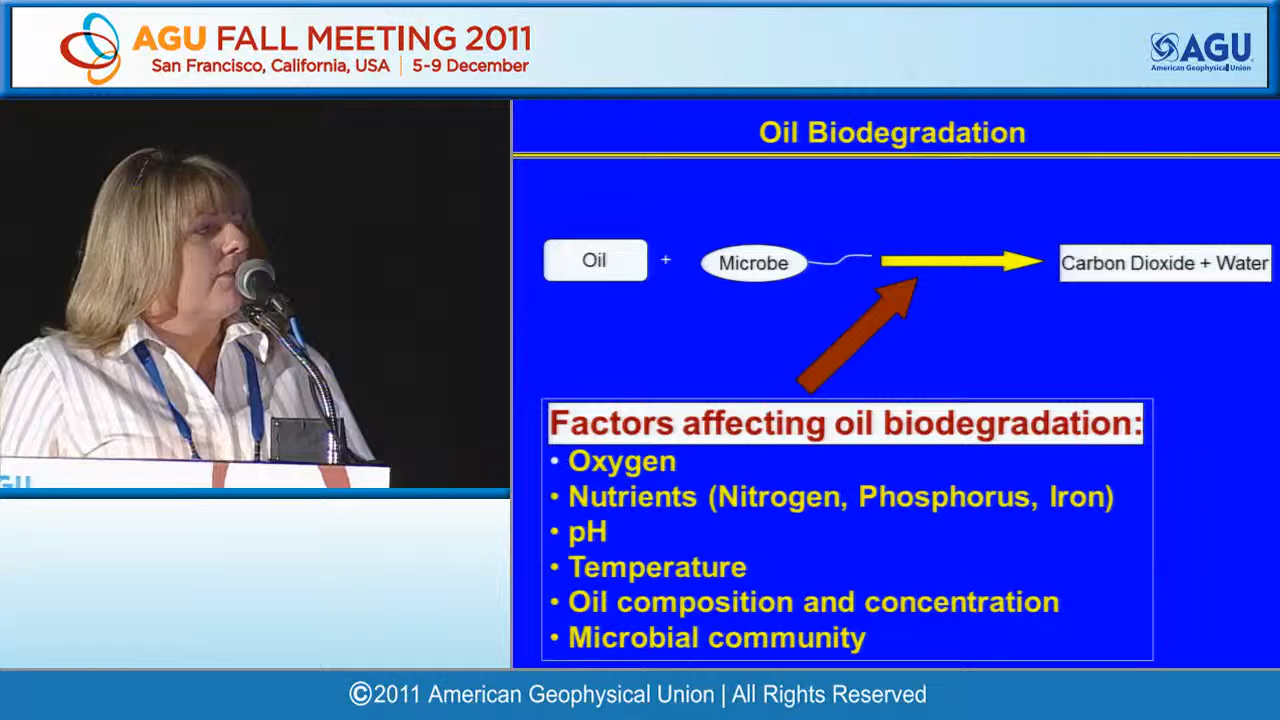 AGU FALL MEETING 2011
San Francisco, California, USA | 5-9 December
AGU
American Geophysical Union
Oil Biodegradation
Oil + Microbe Carbon Dioxide + Water
Factors affecting oil biodegradation:
• Oxygen
• Nutrients (Nitrogen, Phosphorus, Iron)
• pH
• Temperature
• Oil composition and concentration
• Microbial community
GU
©2011 American Geophysical Union | All Rights Reserved